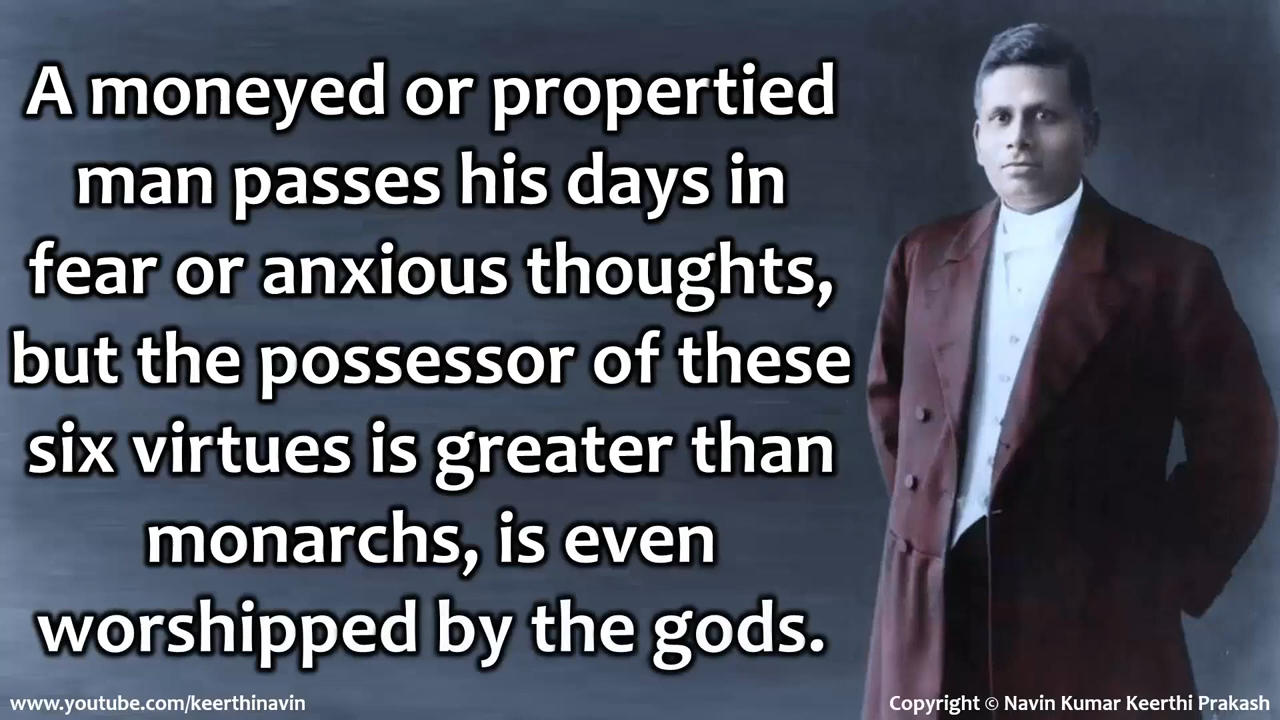 A moneyed or propertied
man passes his days in
fear or anxious thoughts,
but the possessor of these
six virtues is greater than
monarchs, is even
worshipped by the gods.
www.youtube.com/keerthinavin
Copyright © Navin Kumar Keerthi Prakash